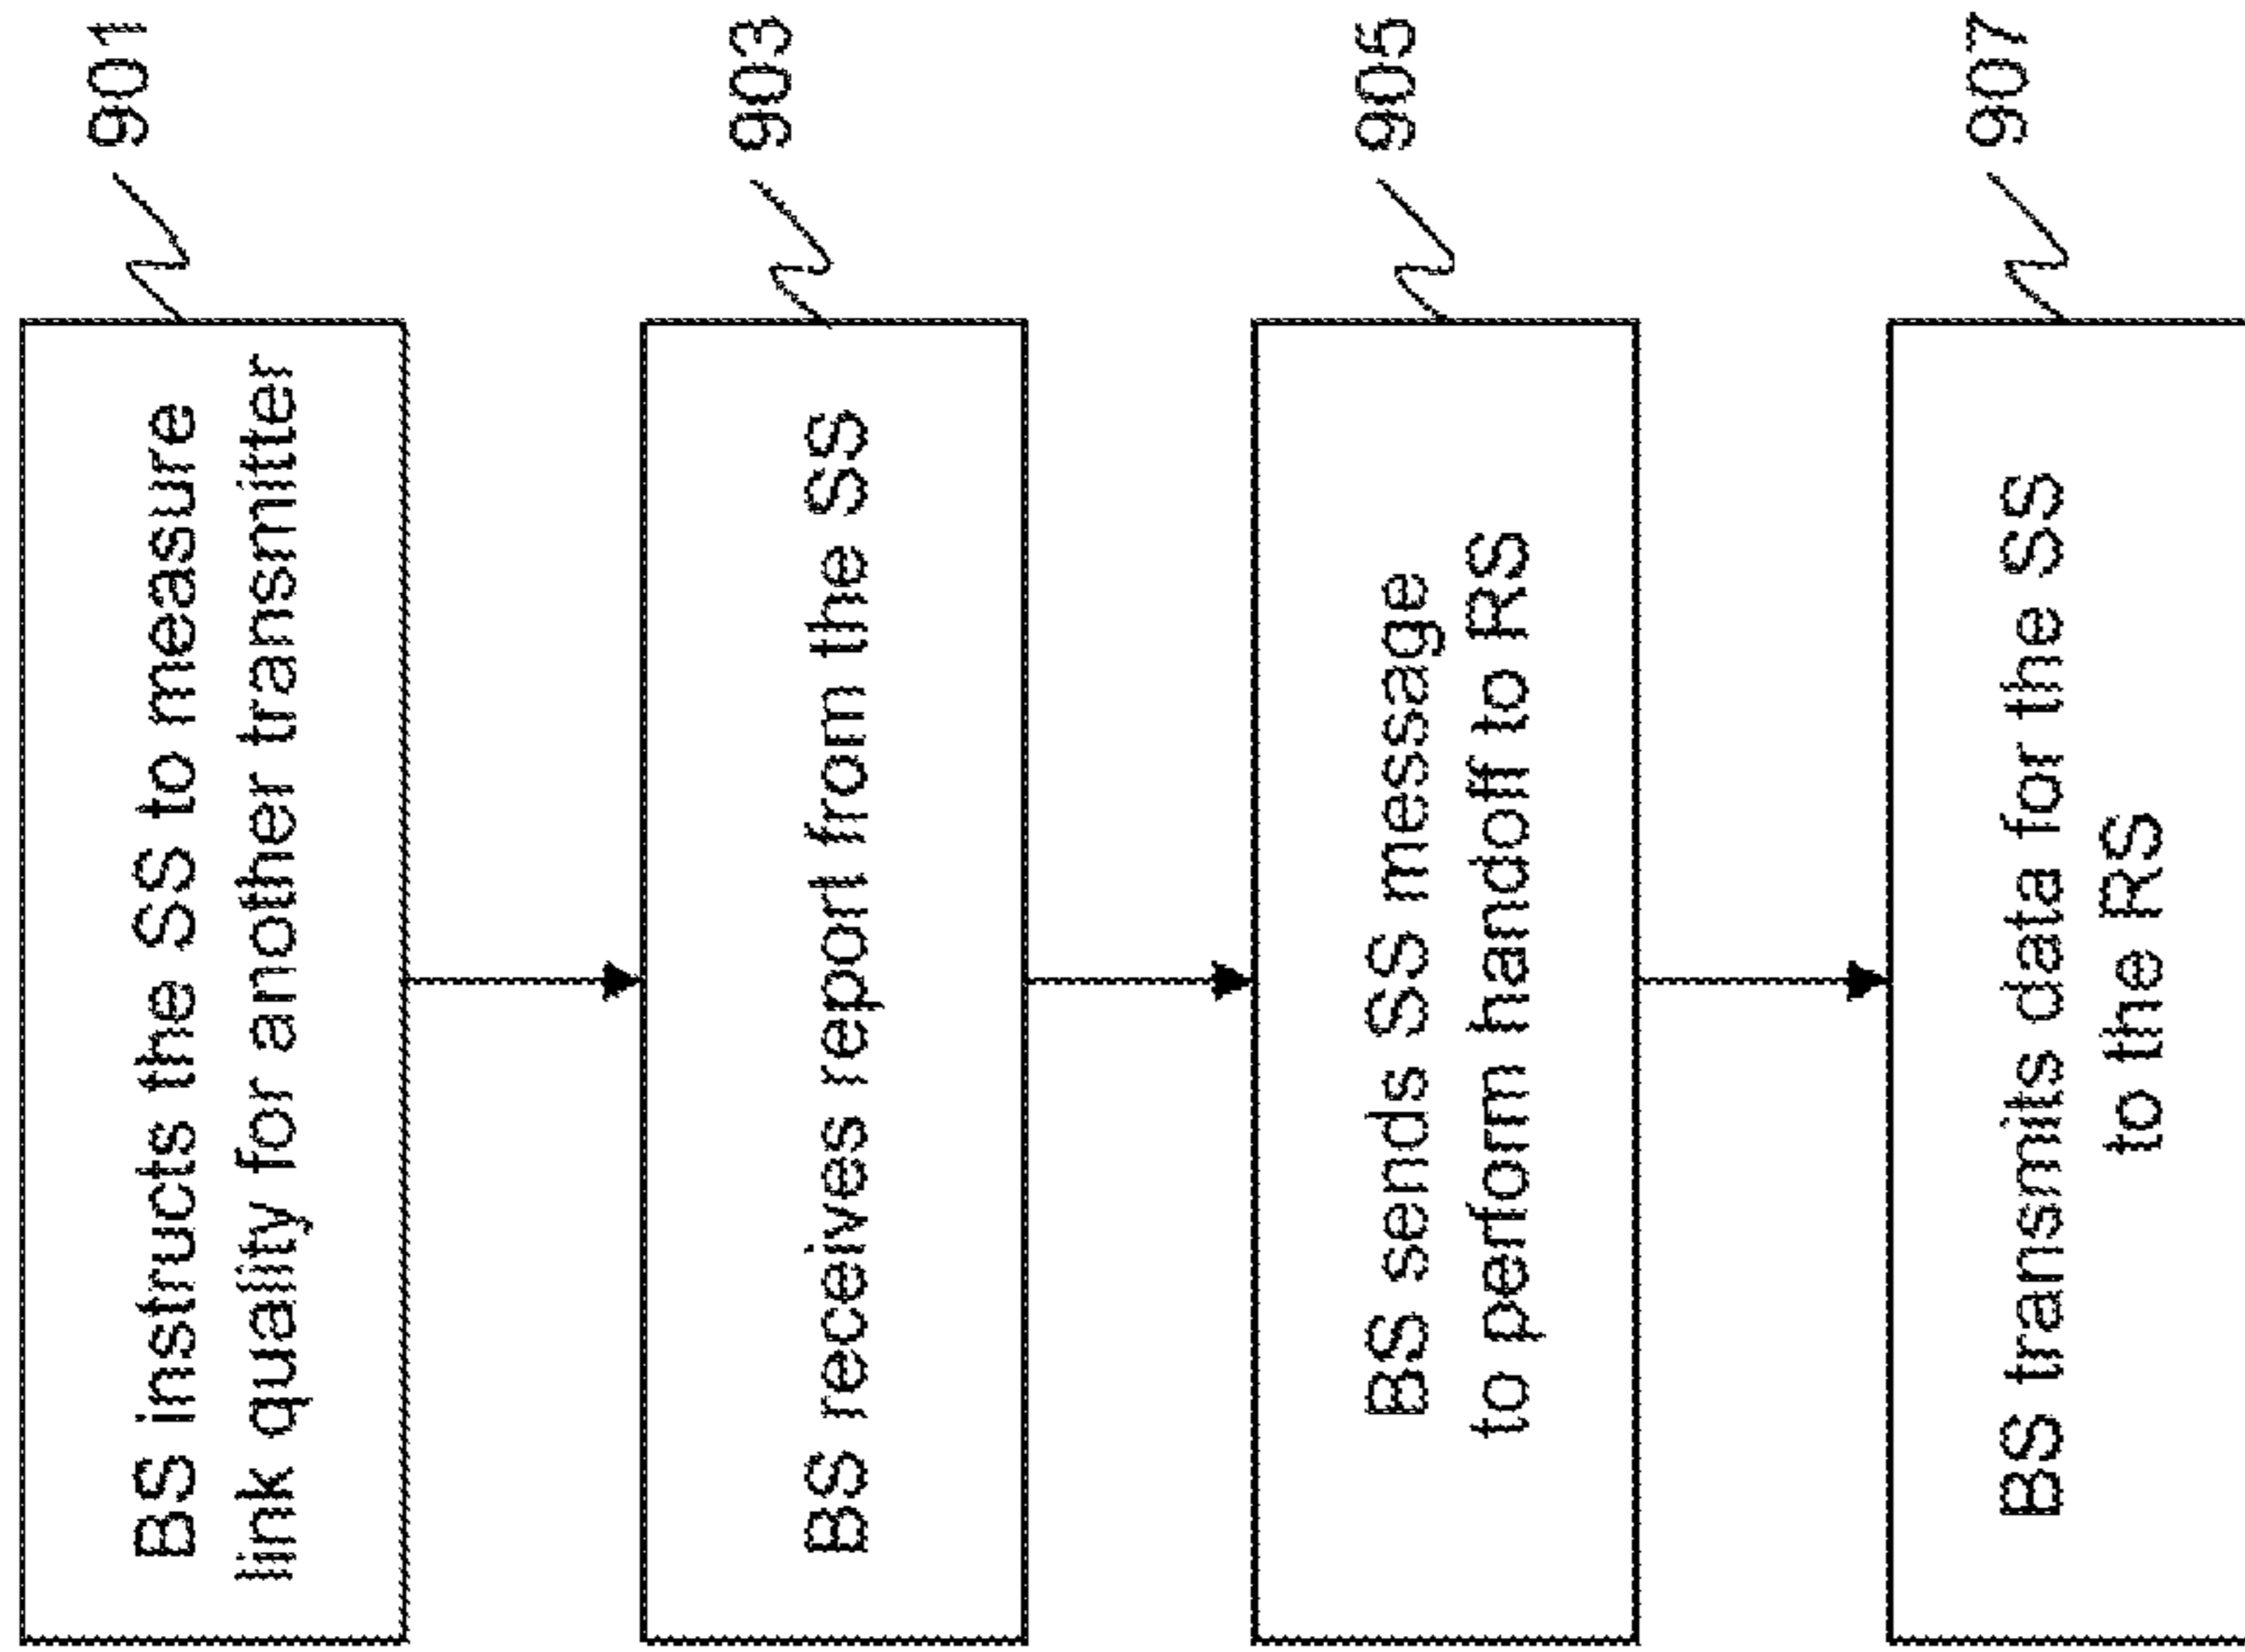 BS instructs the SS to measure
link quality for another transmitter
901
BS receives report from the SS
903
BS sends SS message
to perform handoff to RS
905
BS transmits data for the SS
to the RS
907